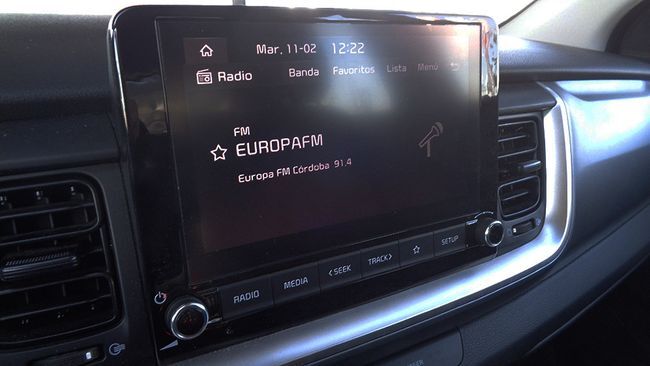 Mar. 11-02 12:22
Radio Banda Favoritos Lista Menú
FM
EUROPAFM
Europa FM Córdoba 91.4
RADIO MEDIA <SEEK TRACK> SETUP